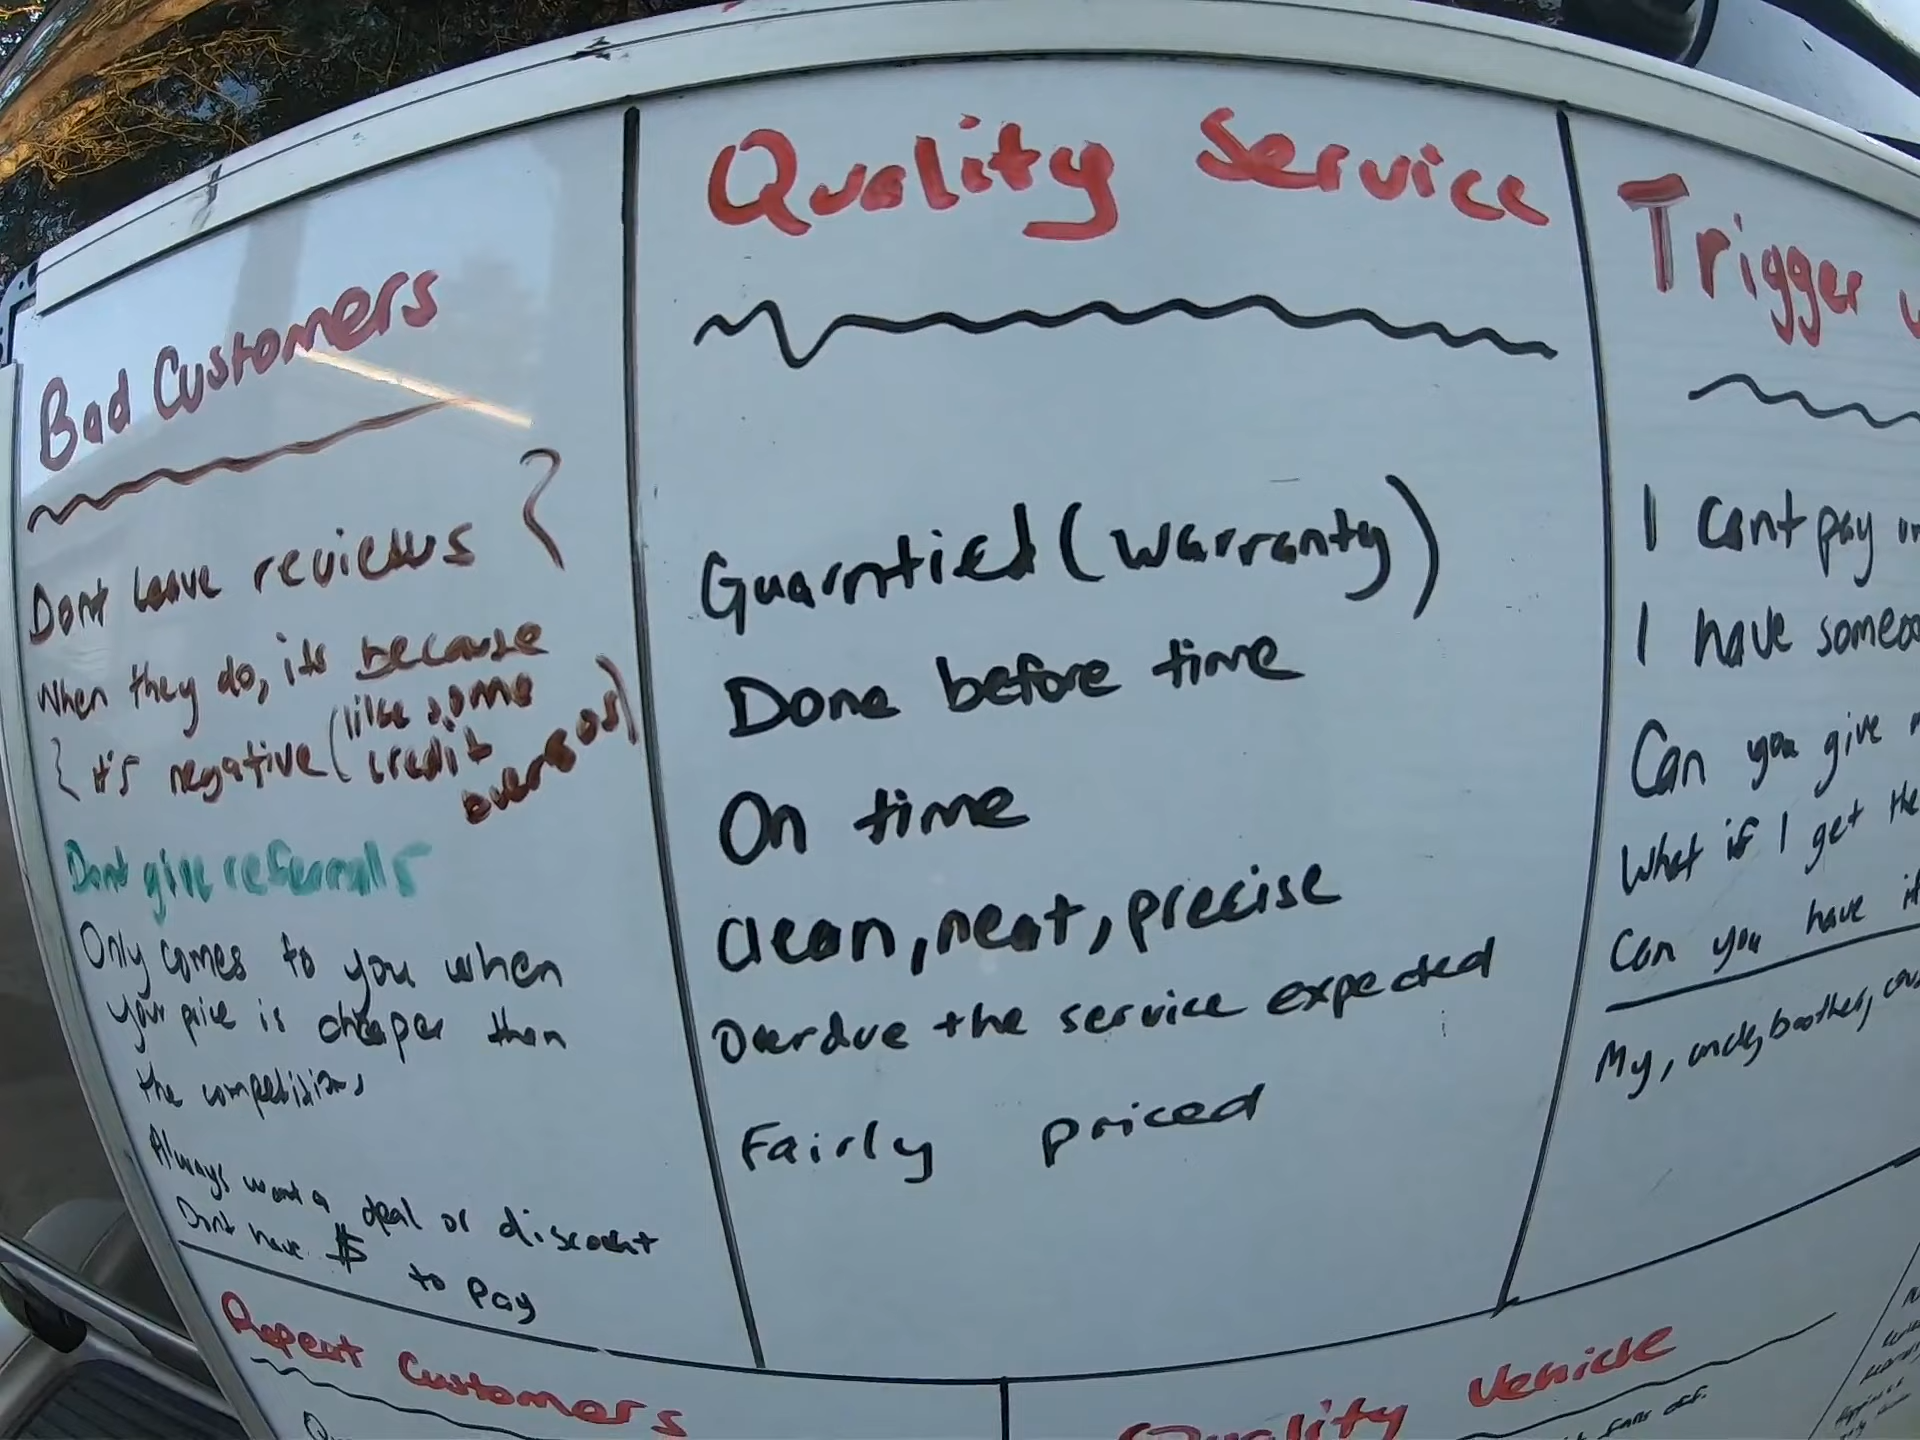 Bad Customers
Dont leave reviews
When they do, its because
it's negative (like some
credit
overseas)
Dont give referrals
Only comes to you when
your price is cheaper then
the competition,
Always want a deal or discount
Dont have $ to pay
Repeat Customers
Quality Service
Guarntied (warranty)
Done before time
On time
Clean, neat, precise
Overdue the service expected
Fairly priced
Quality Vehicle
Trigger
I cant pay
I have
Can you give
What if I get the
Can you have
My, uncle, boother,